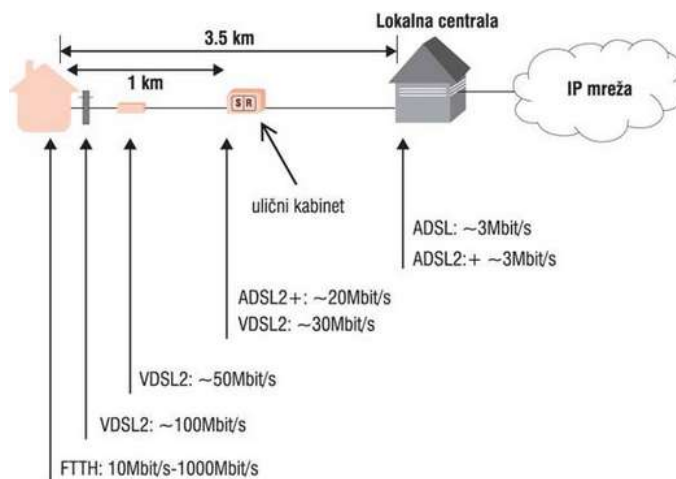 Lokalna centrala
3.5 km
1 km
IP mreža
S R
ulični kabinet
ADSL: ~3Mbit/s
ADSL2:+ ~3Mbit/s
ADSL2+: ~20Mbit/s
VDSL2: ~30Mbit/s
VDSL2: ~50Mbit/s
VDSL2: ~100Mbit/s
FTTH: 10Mbit/s-1000Mbit/s